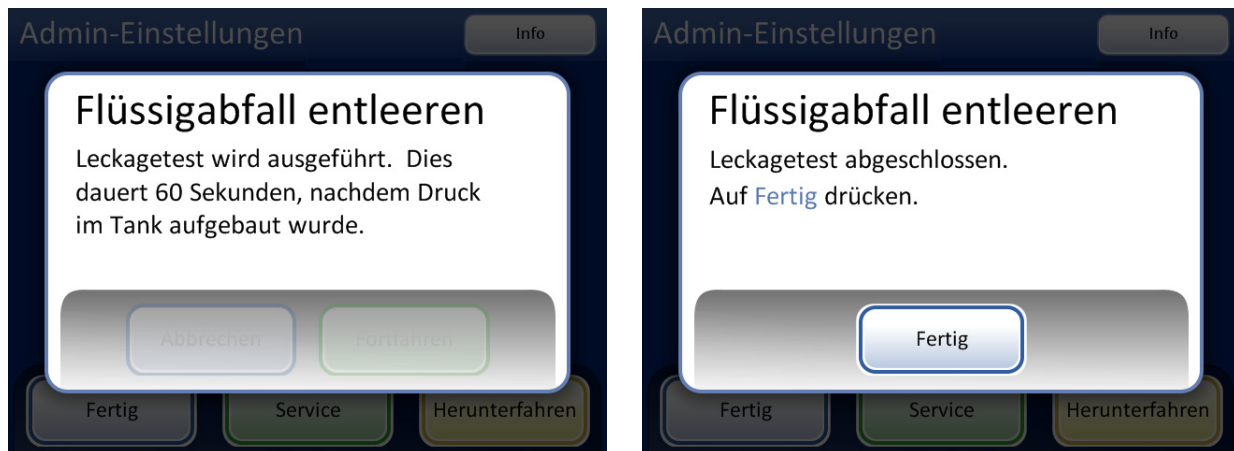 Admin-Einstellungen
Info
Flüssigabfall entleeren
Leckagetest wird ausgeführt.  Dies
dauert 60 Sekunden, nachdem Druck
im Tank aufgebaut wurde.
Abbrechen
Fortfahren
Fertig
Service
Herunterfahren
Admin-Einstellungen
Info
Flüssigabfall entleeren
Leckagetest abgeschlossen.
Auf Fertig drücken.
Fertig
Fertig
Service
Herunterfahren